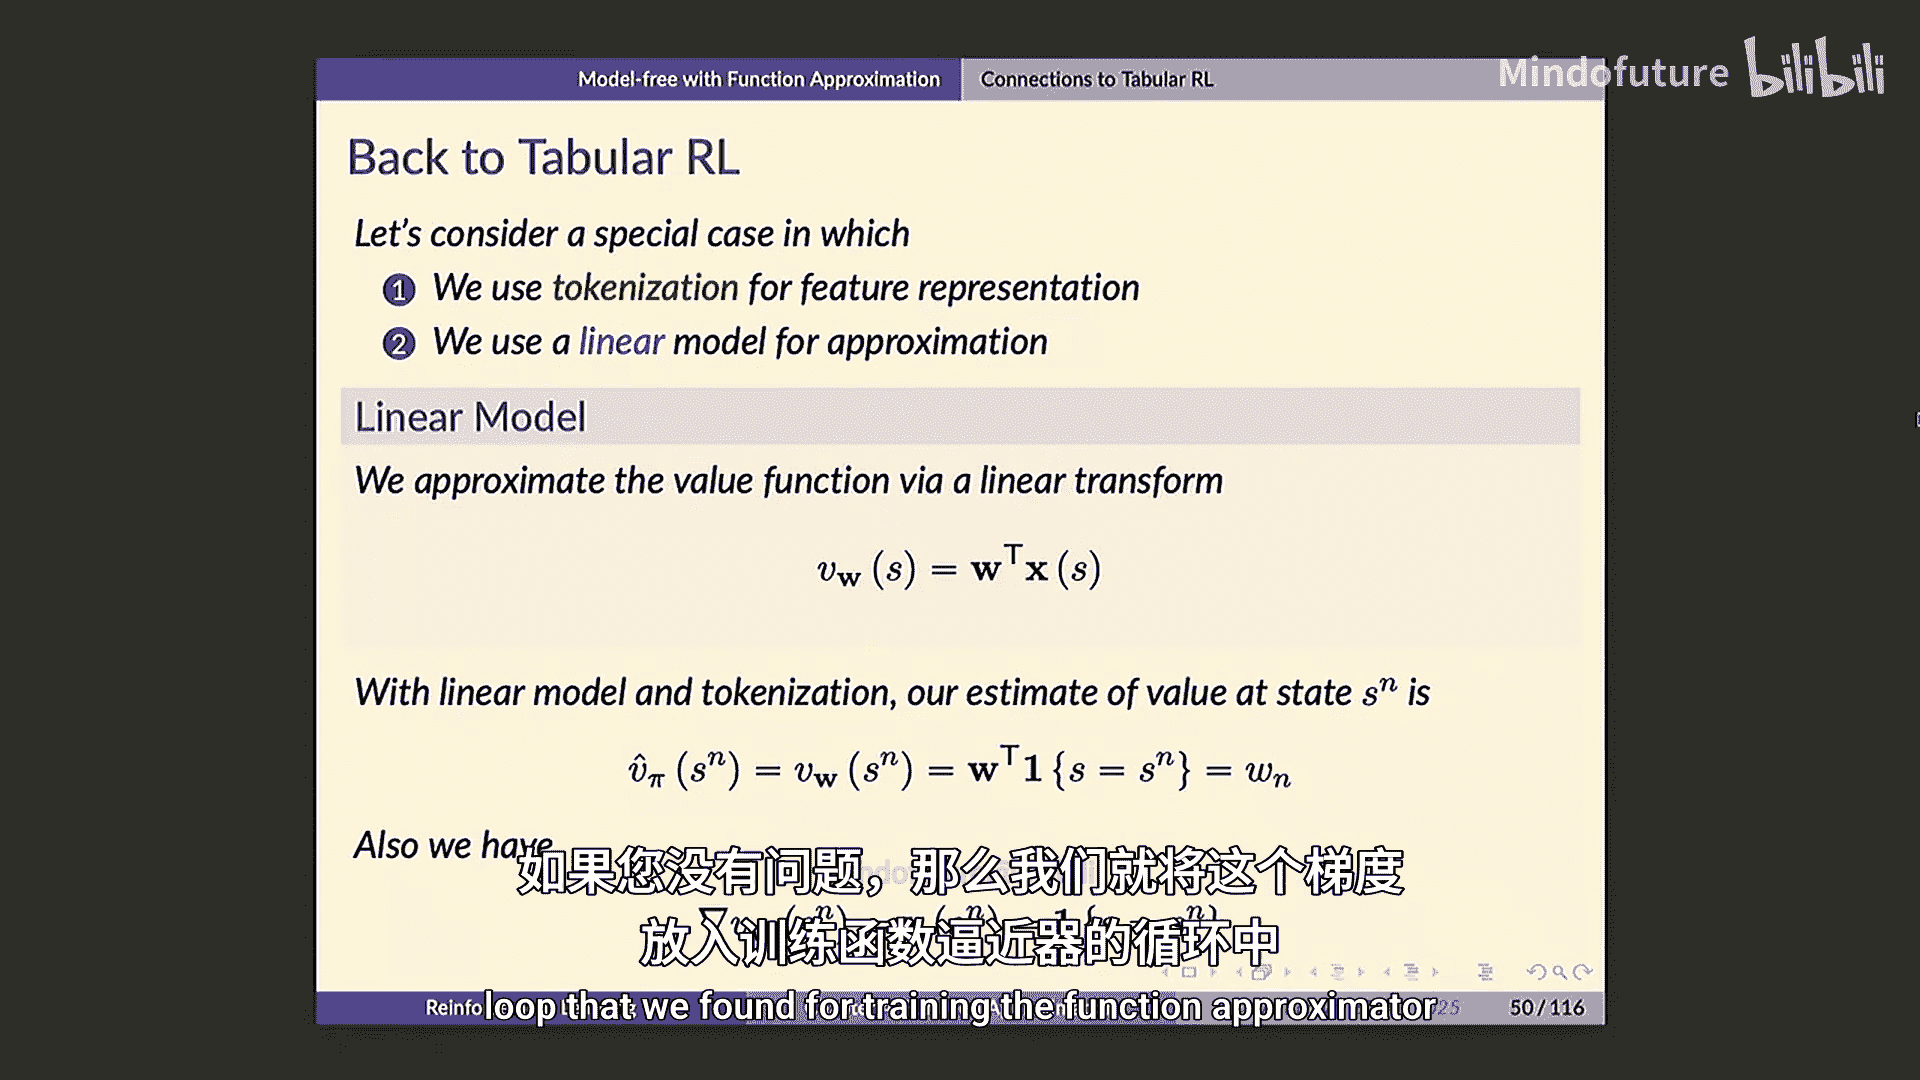 Model-free with Function Approximation
Connections to Tabular RL
Mindofuture bilibili
Back to Tabular RL
Let's consider a special case in which
1 We use tokenization for feature representation
2 We use a linear model for approximation
Linear Model
We approximate the value function via a linear transform
v_w (s) = w^T x (s)
With linear model and tokenization, our estimate of value at state s^n is
v̂_π (s^n) = v_w (s^n) = w^T 1 {s = s^n} = w_n
Also we have
如果您没有问题，那么我们就将这个梯度
放入训练函数逼近器的循环中
loop that we found for training the function approximator
50 / 116